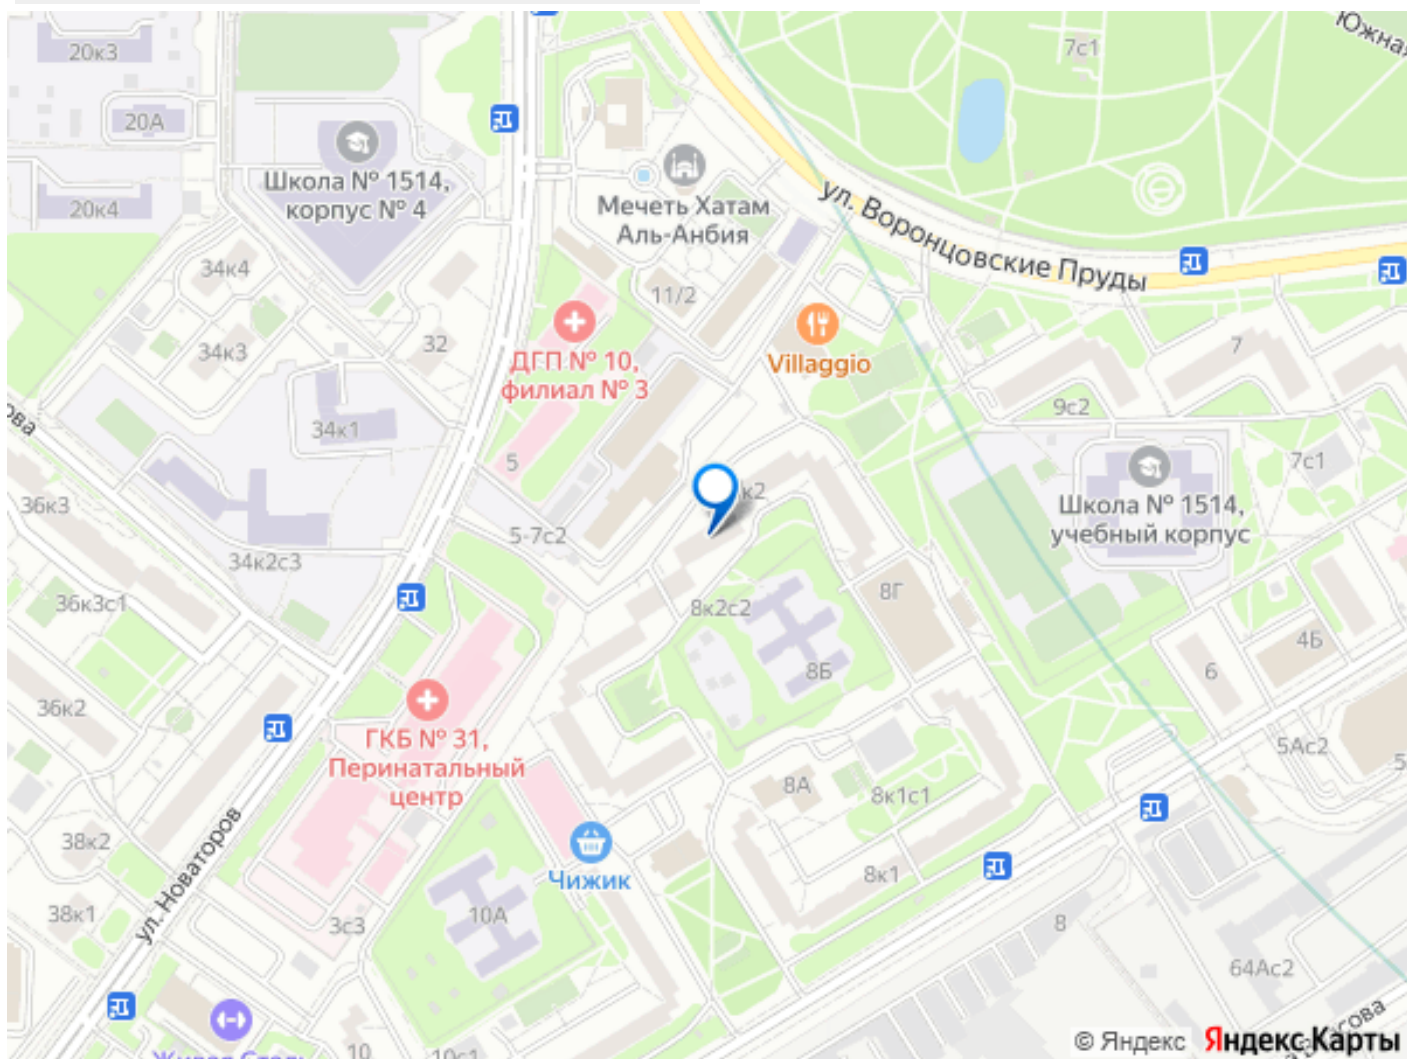 20к3
7с1
Южная
20А
Школа № 1514,
корпус № 4
20к4
Мечеть Хатам
Аль-Анбия
ул. Воронцовские Пруды
34к4
11/2
34к3
32
ДГП № 10,
филиал № 3
Villaggio
7
9с2
34к1
5
7с1
36к3
к2
Школа № 1514,
учебный корпус
5-7с2
34к2с3
36к3с1
8к2с2
8Г
8Б
4Б
6
36к2
ГКБ № 31,
Перинатальный
центр
5Ас2
5
8А
8к1с1
38к2
ул. Новаторов
Чижик
8к1
38к1
3с3
10А
8
64Ас2
10
10с1
© Яндекс
Яндекс Карты